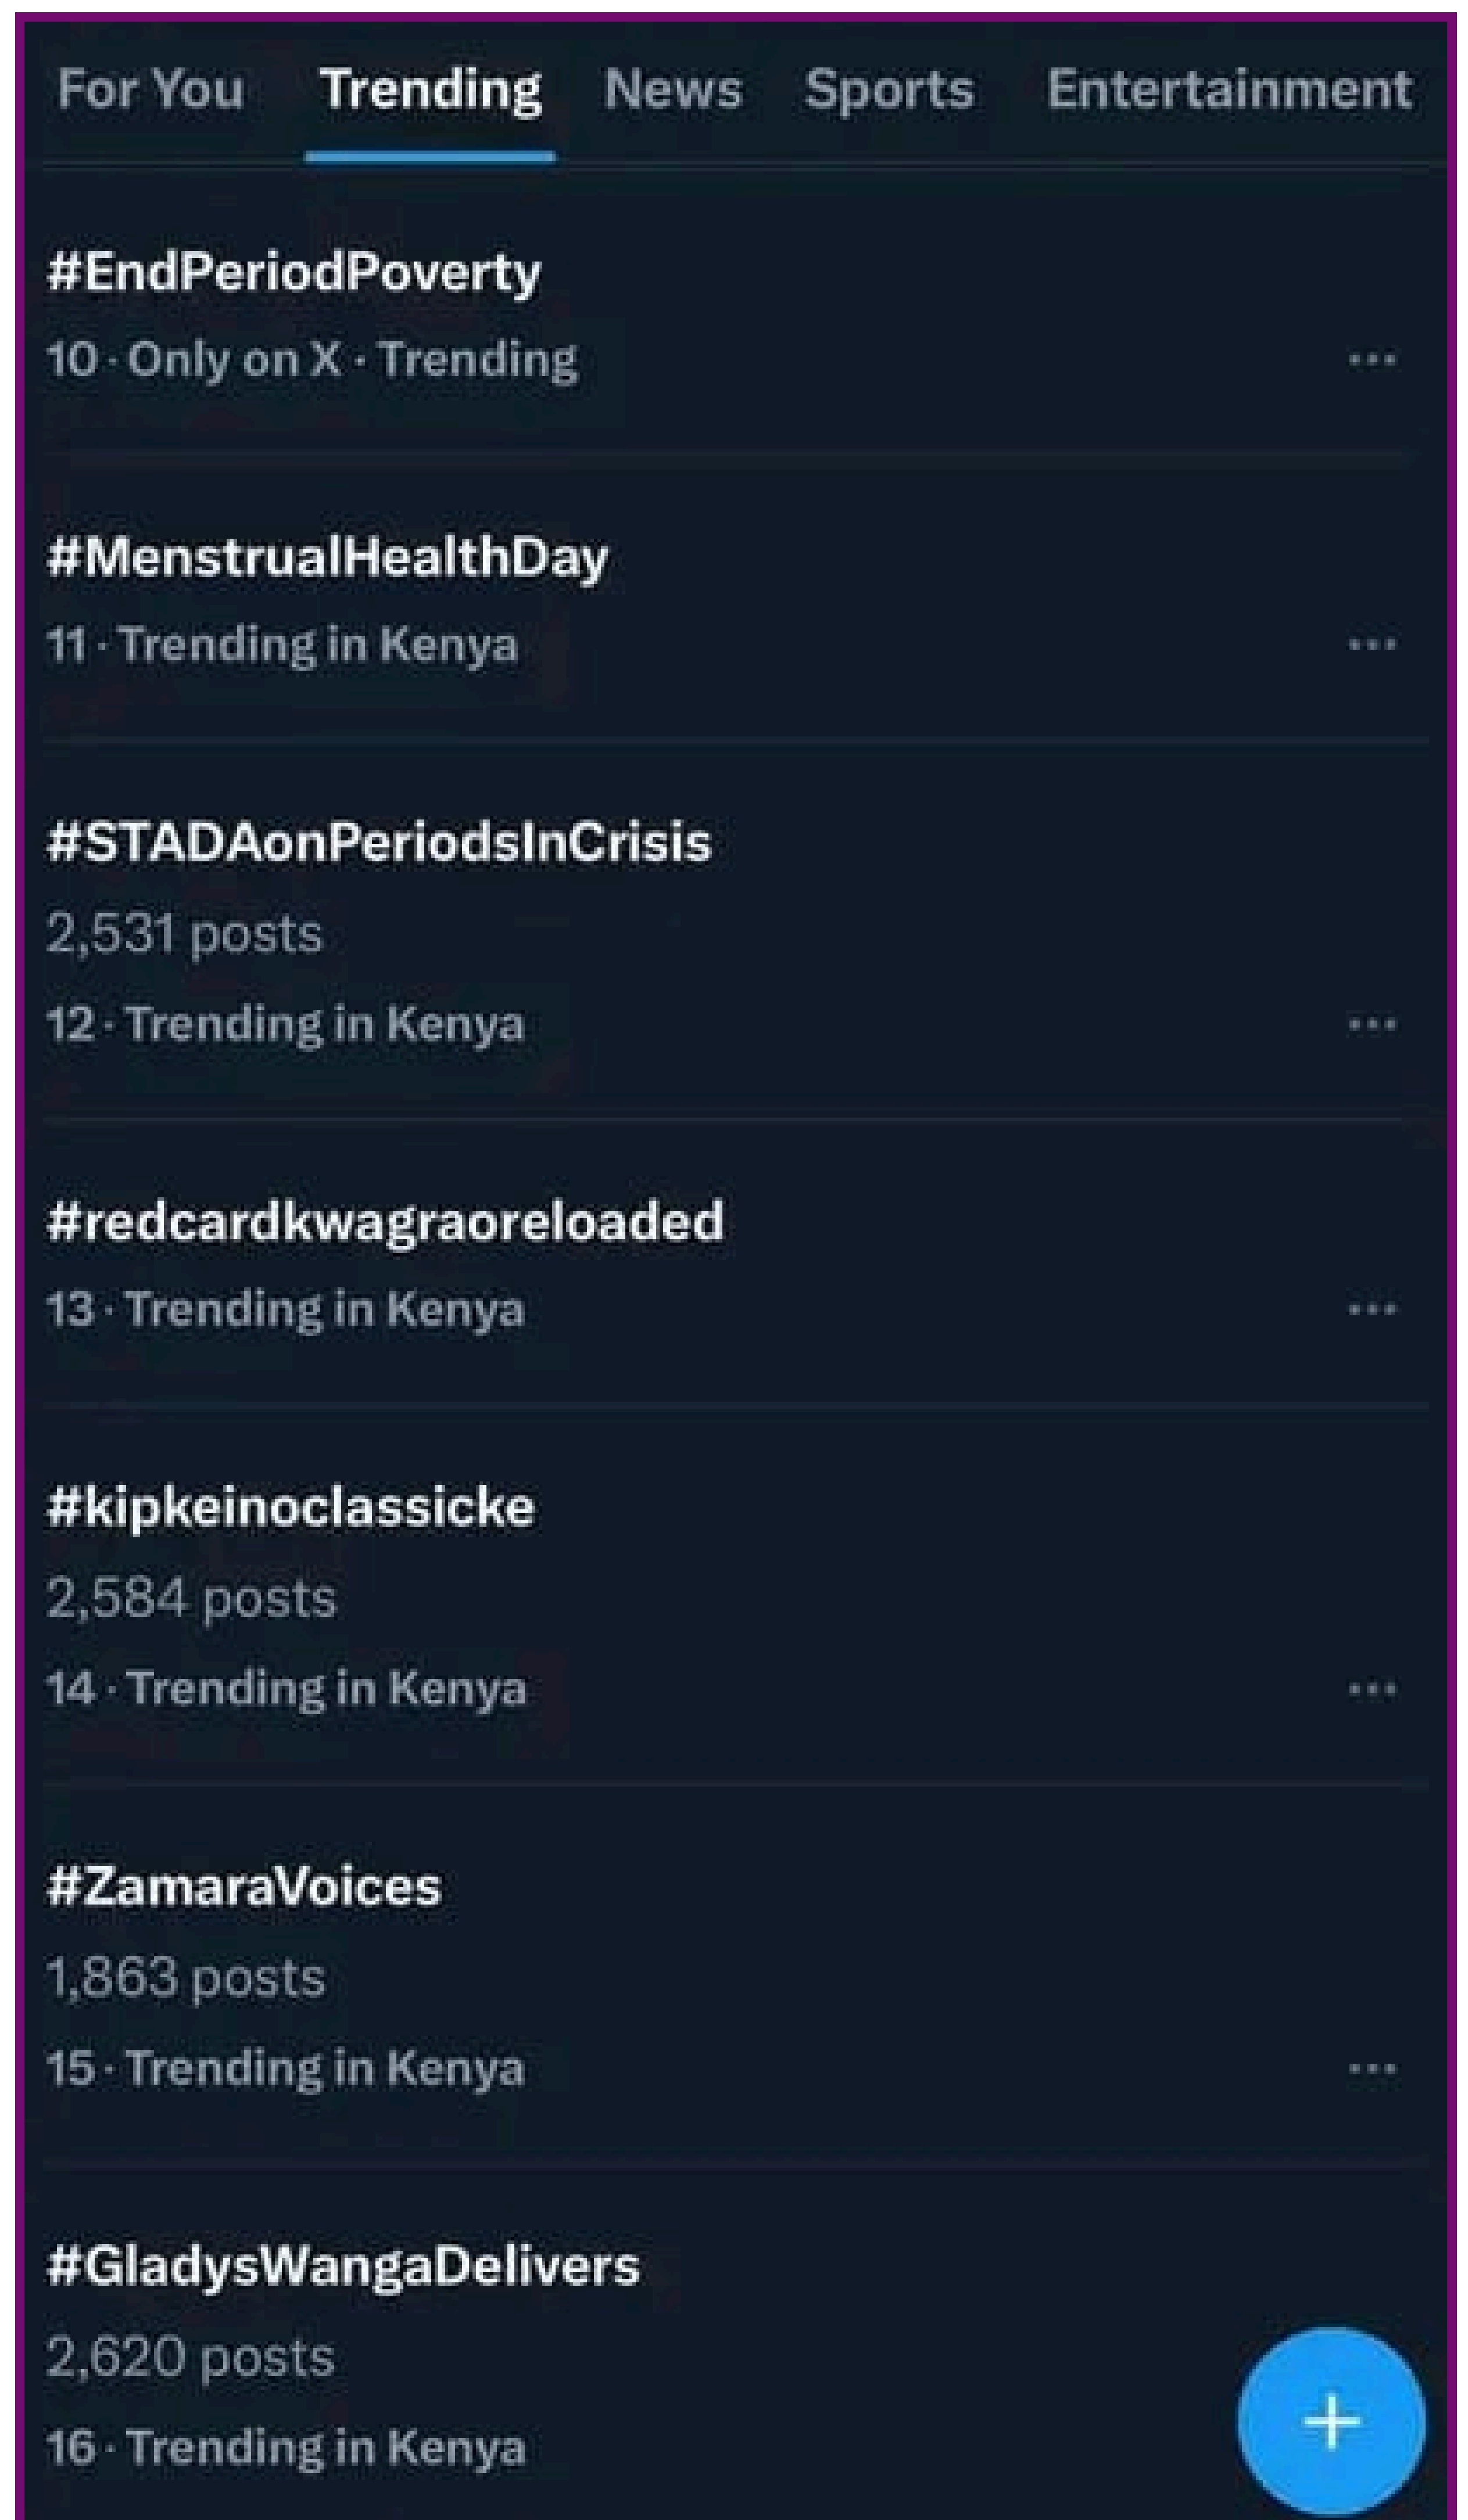 For You Trending News Sports Entertainment
#EndPeriodPoverty
10 · Only on X · Trending
#MenstrualHealthDay
11 · Trending in Kenya
#STADAonPeriodsInCrisis
2,531 posts
12 · Trending in Kenya
#redcardkwagraoreloaded
13 · Trending in Kenya
#kipkeinoclassicke
2,584 posts
14 · Trending in Kenya
#ZamaraVoices
1,863 posts
15 · Trending in Kenya
#GladysWangaDelivers
2,620 posts
16 · Trending in Kenya